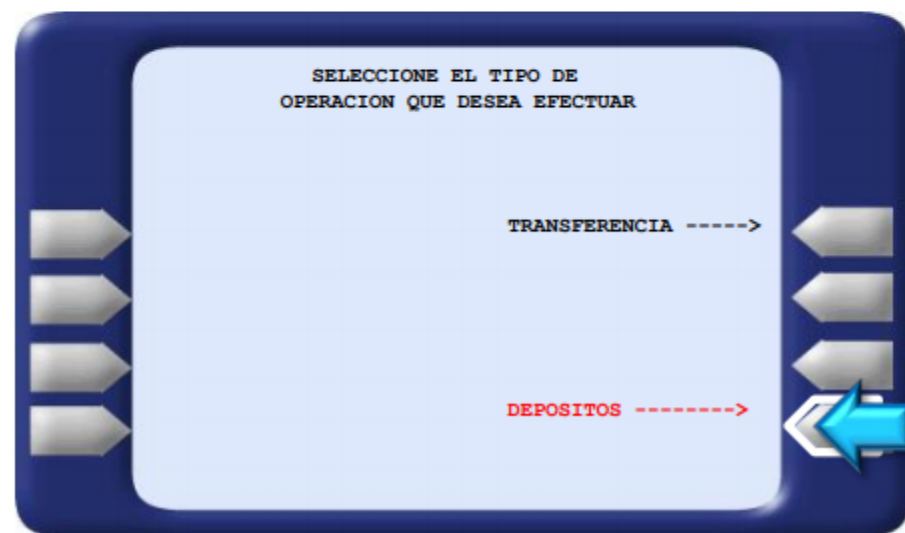 SELECCIONE EL TIPO DE
OPERACION QUE DESEA EFECTUAR
TRANSFERENCIA ----->
DEPOSITOS -------->